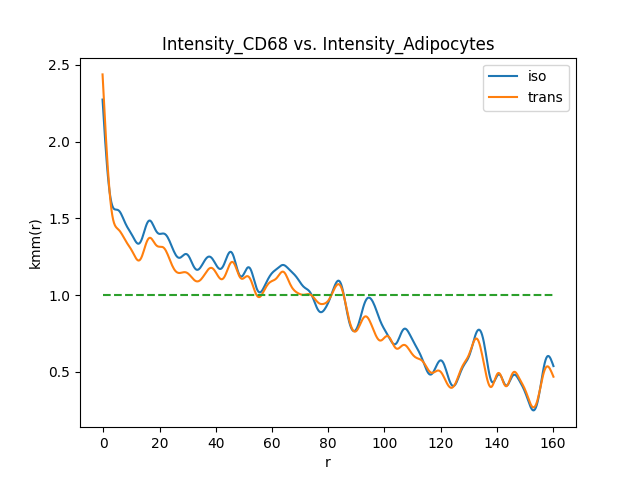 Intensity_CD68 vs. Intensity_Adipocytes
iso
trans
2.5
2.0
1.5
1.0
0.5
kmm(r)
0 20 40 60 80 100 120 140 160
r